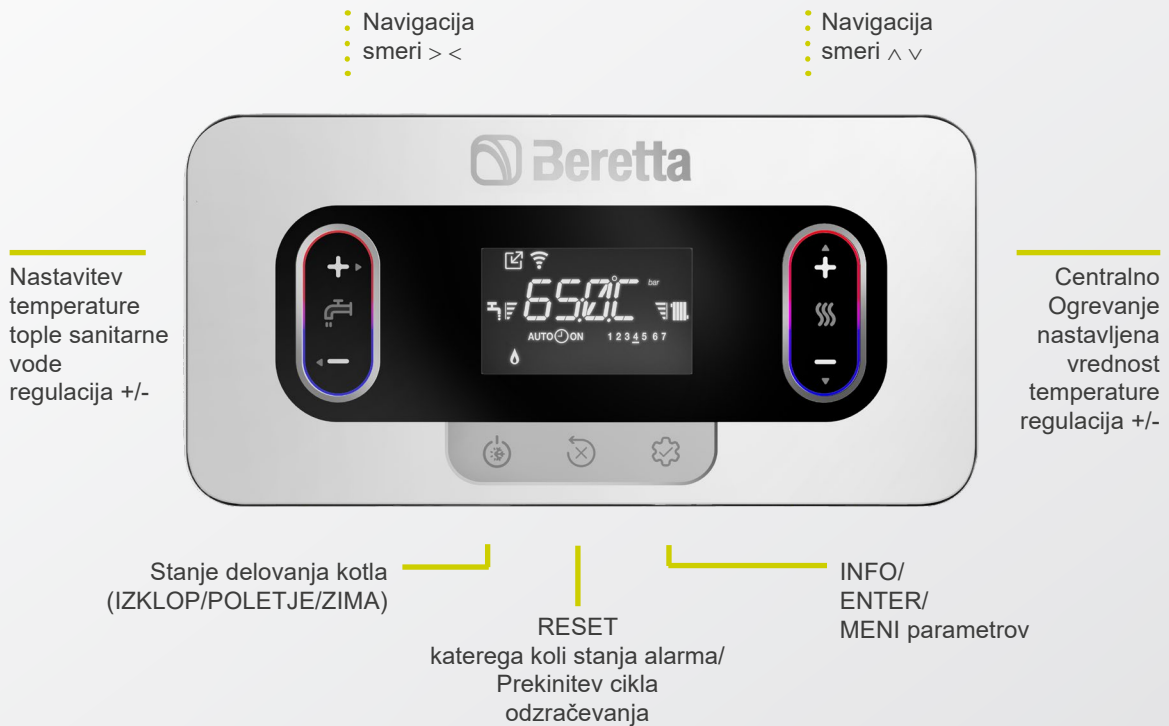 Navigacija
smeri > <
Navigacija
smeri ∧ ∨
Beretta
Nastavitev
temperature
tople sanitarne
vode
regulacija +/-
+
−
65.0°C
bar
AUTO ON 1 2 3 4 5 6 7
+
−
Centralno
Ogrevanje
nastavljena
vrednost
temperature
regulacija +/-
Stanje delovanja kotla
(IZKLOP/POLETJE/ZIMA)
RESET
katerega koli stanja alarma/
Prekinitev cikla
odzračevanja
INFO/
ENTER/
MENI parametrov